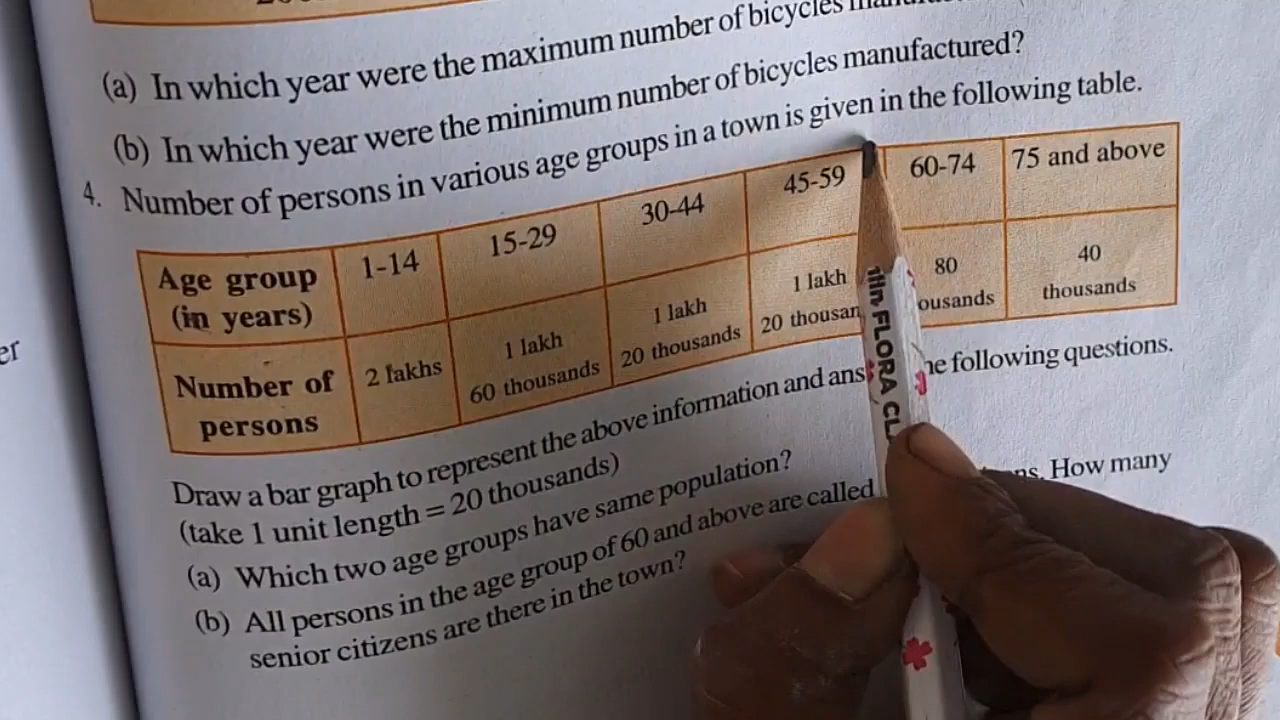 (a) In which year were the maximum number of bicycles
(b) In which year were the minimum number of bicycles manufactured?
4. Number of persons in various age groups in a town is given in the following table.
Age group (in years) 1-14 15-29 30-44 45-59 60-74 75 and above
Number of persons 2 lakhs 1 lakh 60 thousands 1 lakh 20 thousands 1 lakh 20 thousan 80 ousands 40 thousands
Draw a bar graph to represent the above information and ans he following questions.
(take 1 unit length = 20 thousands)
(a) Which two age groups have same population?
(b) All persons in the age group of 60 and above are called ns. How many
senior citizens are there in the town?
er
FLORA CL